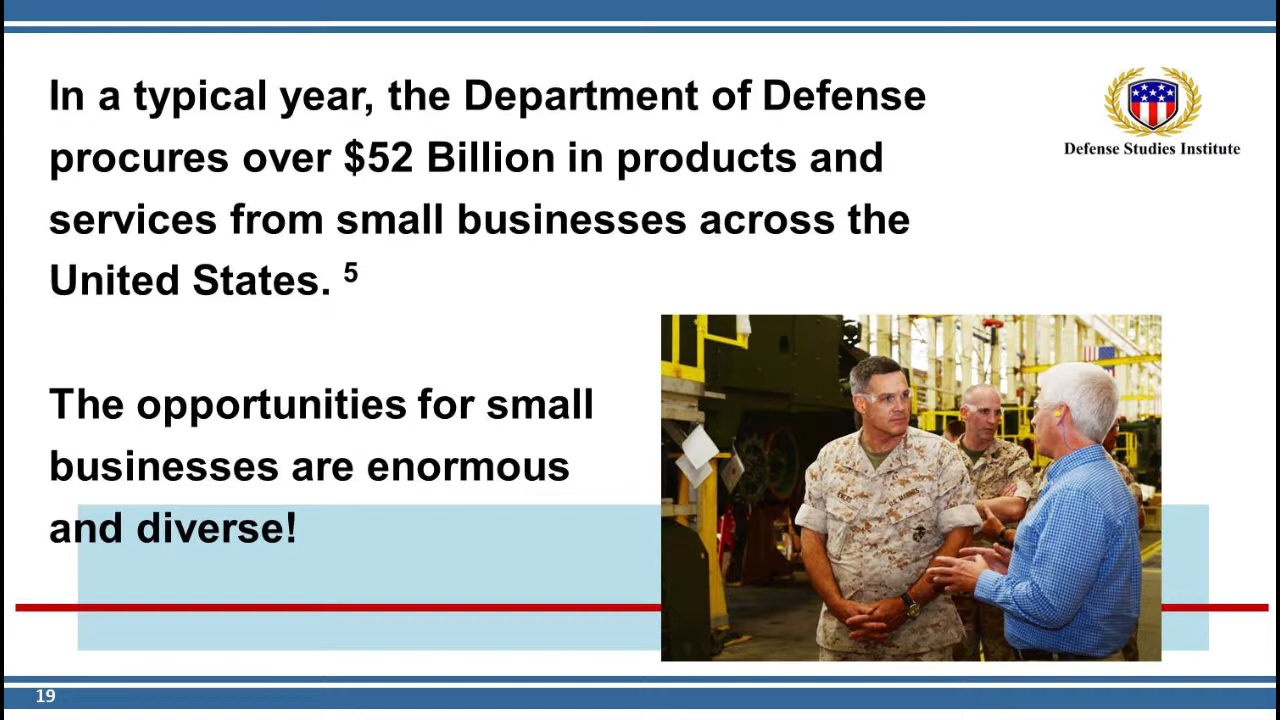 In a typical year, the Department of Defense
procures over $52 Billion in products and
services from small businesses across the
United States. 5
Defense Studies Institute
The opportunities for small
businesses are enormous
and diverse!
19